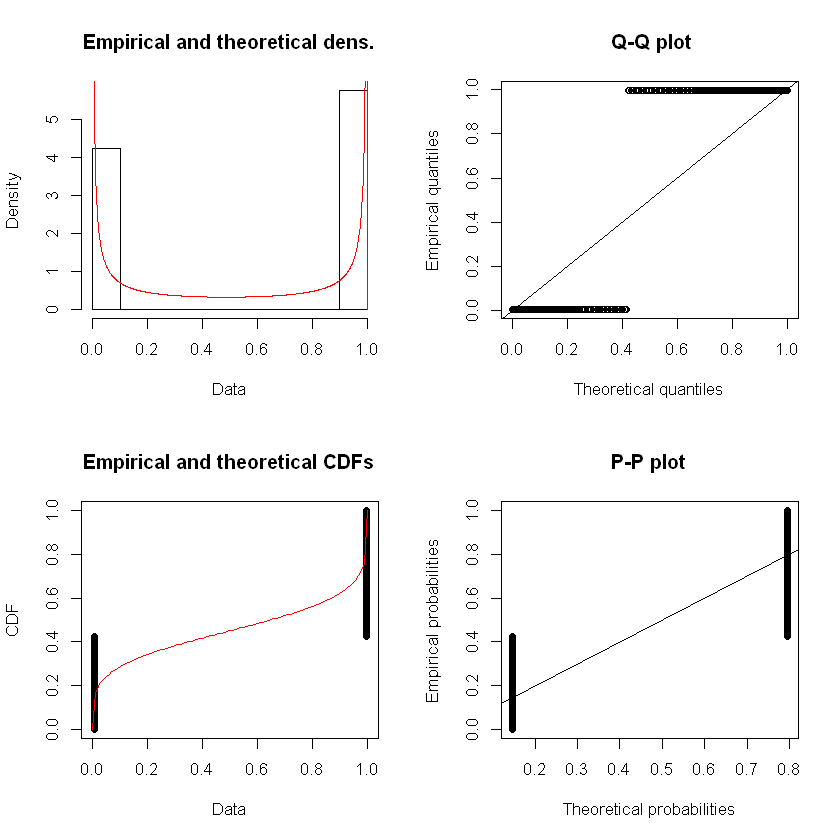 Empirical and theoretical dens.
Density
0 1 2 3 4 5
0.0 0.2 0.4 0.6 0.8 1.0
Data
Q-Q plot
Empirical quantiles
0.0 0.2 0.4 0.6 0.8 1.0
0.0 0.2 0.4 0.6 0.8 1.0
Theoretical quantiles
Empirical and theoretical CDFs
CDF
0.0 0.2 0.4 0.6 0.8 1.0
0.0 0.2 0.4 0.6 0.8 1.0
Data
P-P plot
Empirical probabilities
0.0 0.2 0.4 0.6 0.8 1.0
0.2 0.3 0.4 0.5 0.6 0.7 0.8
Theoretical probabilities